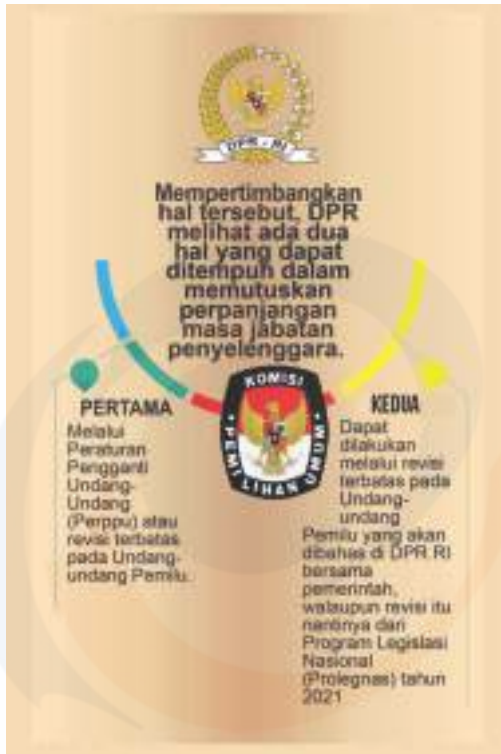 DPR - RI
Mempertimbangkan
hal tersebut, DPR
melihat ada dua
hal yang dapat
ditempuh dalam
memutuskan
perpanjangan
masa jabatan
penyelenggara.
KOMISI
PEMILIHAN UMUM
PERTAMA
Melalui
Peraturan
Pengganti
Undang-
Undang
(Perppu) atau
revisi terbatas
pada Undang-
undang Pemilu.
KEDUA
Dapat
dilakukan
melalui revisi
terbatas pada
Undang-
undang
Pemilu yang akan
dibahas di DPR RI
bersama
pemerintah,
walaupun revisi itu
nantinya dari
Program Legislasi
Nasional
(Prolegnas) tahun
2021